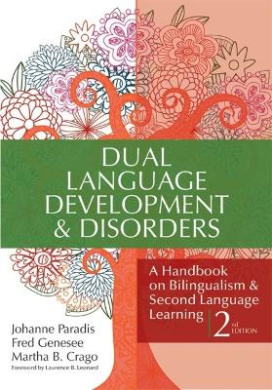 DUAL
LANGUAGE
DEVELOPMENT
& DISORDERS
A Handbook
on Bilingualism &
Second Language
Learning
2nd EDITION
Johanne Paradis
Fred Genesee
Martha B. Crago
Foreword by Laurence B. Leonard